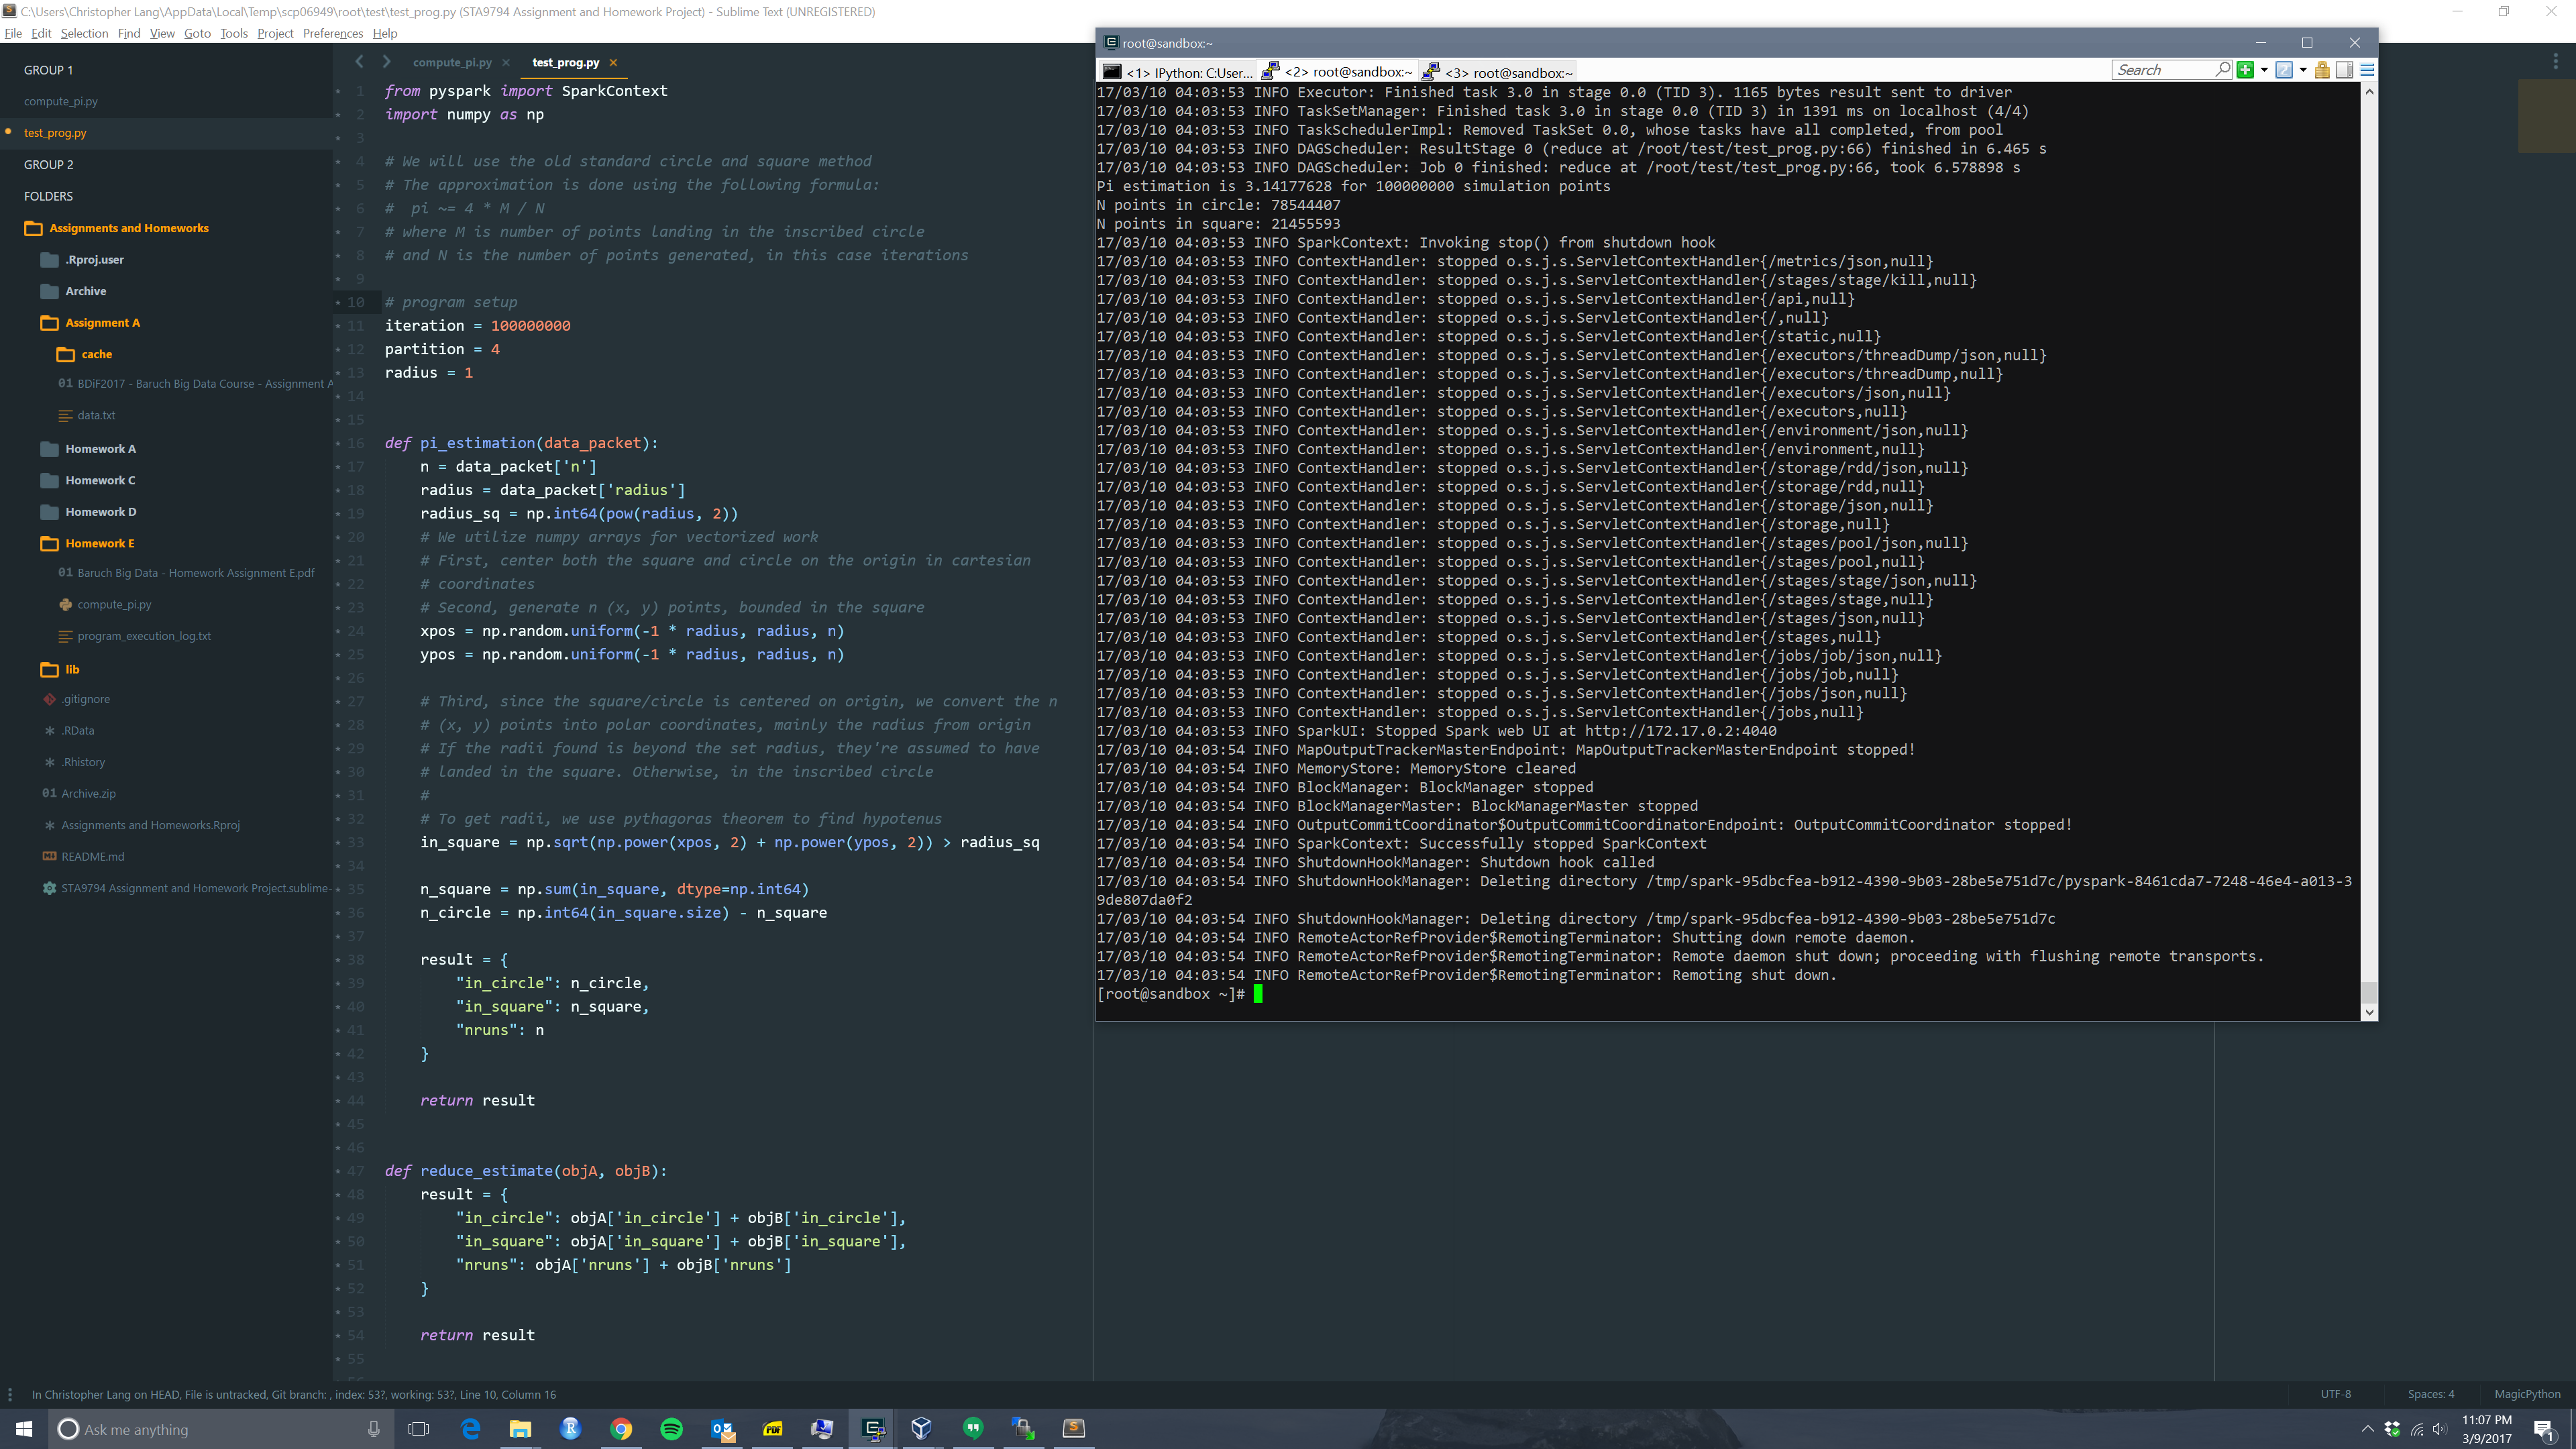 C:\Users\Christopher Lang\AppData\Local\Temp\scp06949\root\test\test_prog.py (STA9794 Assignment and Homework Project) - Sublime Text (UNREGISTERED)
File Edit Selection Find View Goto Tools Project Preferences Help
GROUP 1
compute_pi.py
test_prog.py
GROUP 2
FOLDERS
Assignments and Homeworks
.Rproj.user
Archive
Assignment A
cache
BDiF2017 - Baruch Big Data Course - Assignment A
data.txt
Homework A
Homework C
Homework D
Homework E
Baruch Big Data - Homework Assignment E.pdf
compute_pi.py
program_execution_log.txt
lib
.gitignore
.RData
.Rhistory
Archive.zip
Assignments and Homeworks.Rproj
README.md
STA9794 Assignment and Homework Project.sublime-
compute_pi.py test_prog.py
1 from pyspark import SparkContext
2 import numpy as np
3
4 # We will use the old standard circle and square method
5 # The approximation is done using the following formula:
6 #  pi ~= 4 * M / N
7 # where M is number of points landing in the inscribed circle
8 # and N is the number of points generated, in this case iterations
9
10 # program setup
11 iteration = 100000000
12 partition = 4
13 radius = 1
14
15
16 def pi_estimation(data_packet):
17     n = data_packet['n']
18     radius = data_packet['radius']
19     radius_sq = np.int64(pow(radius, 2))
20     # We utilize numpy arrays for vectorized work
21     # First, center both the square and circle on the origin in cartesian
22     # coordinates
23     # Second, generate n (x, y) points, bounded in the square
24     xpos = np.random.uniform(-1 * radius, radius, n)
25     ypos = np.random.uniform(-1 * radius, radius, n)
26
27     # Third, since the square/circle is centered on origin, we convert the n
28     # (x, y) points into polar coordinates, mainly the radius from origin
29     # If the radii found is beyond the set radius, they're assumed to have
30     # landed in the square. Otherwise, in the inscribed circle
31     #
32     # To get radii, we use pythagoras theorem to find hypotenus
33     in_square = np.sqrt(np.power(xpos, 2) + np.power(ypos, 2)) > radius_sq
34
35     n_square = np.sum(in_square, dtype=np.int64)
36     n_circle = np.int64(in_square.size) - n_square
37
38     result = {
39         "in_circle": n_circle,
40         "in_square": n_square,
41         "nruns": n
42     }
43
44     return result
45
46
47 def reduce_estimate(objA, objB):
48     result = {
49         "in_circle": objA['in_circle'] + objB['in_circle'],
50         "in_square": objA['in_square'] + objB['in_square'],
51         "nruns": objA['nruns'] + objB['nruns']
52     }
53
54     return result
55
root@sandbox:~
<1> IPython: C:User... <2> root@sandbox:~ <3> root@sandbox:~ Search
17/03/10 04:03:53 INFO Executor: Finished task 3.0 in stage 0.0 (TID 3). 1165 bytes result sent to driver
17/03/10 04:03:53 INFO TaskSetManager: Finished task 3.0 in stage 0.0 (TID 3) in 1391 ms on localhost (4/4)
17/03/10 04:03:53 INFO TaskSchedulerImpl: Removed TaskSet 0.0, whose tasks have all completed, from pool
17/03/10 04:03:53 INFO DAGScheduler: ResultStage 0 (reduce at /root/test/test_prog.py:66) finished in 6.465 s
17/03/10 04:03:53 INFO DAGScheduler: Job 0 finished: reduce at /root/test/test_prog.py:66, took 6.578898 s
Pi estimation is 3.14177628 for 100000000 simulation points
N points in circle: 78544407
N points in square: 21455593
17/03/10 04:03:53 INFO SparkContext: Invoking stop() from shutdown hook
17/03/10 04:03:53 INFO ContextHandler: stopped o.s.j.s.ServletContextHandler{/metrics/json,null}
17/03/10 04:03:53 INFO ContextHandler: stopped o.s.j.s.ServletContextHandler{/stages/stage/kill,null}
17/03/10 04:03:53 INFO ContextHandler: stopped o.s.j.s.ServletContextHandler{/api,null}
17/03/10 04:03:53 INFO ContextHandler: stopped o.s.j.s.ServletContextHandler{/,null}
17/03/10 04:03:53 INFO ContextHandler: stopped o.s.j.s.ServletContextHandler{/static,null}
17/03/10 04:03:53 INFO ContextHandler: stopped o.s.j.s.ServletContextHandler{/executors/threadDump/json,null}
17/03/10 04:03:53 INFO ContextHandler: stopped o.s.j.s.ServletContextHandler{/executors/threadDump,null}
17/03/10 04:03:53 INFO ContextHandler: stopped o.s.j.s.ServletContextHandler{/executors/json,null}
17/03/10 04:03:53 INFO ContextHandler: stopped o.s.j.s.ServletContextHandler{/executors,null}
17/03/10 04:03:53 INFO ContextHandler: stopped o.s.j.s.ServletContextHandler{/environment/json,null}
17/03/10 04:03:53 INFO ContextHandler: stopped o.s.j.s.ServletContextHandler{/environment,null}
17/03/10 04:03:53 INFO ContextHandler: stopped o.s.j.s.ServletContextHandler{/storage/rdd/json,null}
17/03/10 04:03:53 INFO ContextHandler: stopped o.s.j.s.ServletContextHandler{/storage/rdd,null}
17/03/10 04:03:53 INFO ContextHandler: stopped o.s.j.s.ServletContextHandler{/storage/json,null}
17/03/10 04:03:53 INFO ContextHandler: stopped o.s.j.s.ServletContextHandler{/storage,null}
17/03/10 04:03:53 INFO ContextHandler: stopped o.s.j.s.ServletContextHandler{/stages/pool/json,null}
17/03/10 04:03:53 INFO ContextHandler: stopped o.s.j.s.ServletContextHandler{/stages/pool,null}
17/03/10 04:03:53 INFO ContextHandler: stopped o.s.j.s.ServletContextHandler{/stages/stage/json,null}
17/03/10 04:03:53 INFO ContextHandler: stopped o.s.j.s.ServletContextHandler{/stages/stage,null}
17/03/10 04:03:53 INFO ContextHandler: stopped o.s.j.s.ServletContextHandler{/stages/json,null}
17/03/10 04:03:53 INFO ContextHandler: stopped o.s.j.s.ServletContextHandler{/stages,null}
17/03/10 04:03:53 INFO ContextHandler: stopped o.s.j.s.ServletContextHandler{/jobs/job/json,null}
17/03/10 04:03:53 INFO ContextHandler: stopped o.s.j.s.ServletContextHandler{/jobs/job,null}
17/03/10 04:03:53 INFO ContextHandler: stopped o.s.j.s.ServletContextHandler{/jobs/json,null}
17/03/10 04:03:53 INFO ContextHandler: stopped o.s.j.s.ServletContextHandler{/jobs,null}
17/03/10 04:03:53 INFO SparkUI: Stopped Spark web UI at http://172.17.0.2:4040
17/03/10 04:03:54 INFO MapOutputTrackerMasterEndpoint: MapOutputTrackerMasterEndpoint stopped!
17/03/10 04:03:54 INFO MemoryStore: MemoryStore cleared
17/03/10 04:03:54 INFO BlockManager: BlockManager stopped
17/03/10 04:03:54 INFO BlockManagerMaster: BlockManagerMaster stopped
17/03/10 04:03:54 INFO OutputCommitCoordinator$OutputCommitCoordinatorEndpoint: OutputCommitCoordinator stopped!
17/03/10 04:03:54 INFO SparkContext: Successfully stopped SparkContext
17/03/10 04:03:54 INFO ShutdownHookManager: Shutdown hook called
17/03/10 04:03:54 INFO ShutdownHookManager: Deleting directory /tmp/spark-95dbcfea-b912-4390-9b03-28be5e751d7c/pyspark-8461cda7-7248-46e4-a013-3
9de807da0f2
17/03/10 04:03:54 INFO ShutdownHookManager: Deleting directory /tmp/spark-95dbcfea-b912-4390-9b03-28be5e751d7c
17/03/10 04:03:54 INFO RemoteActorRefProvider$RemotingTerminator: Shutting down remote daemon.
17/03/10 04:03:54 INFO RemoteActorRefProvider$RemotingTerminator: Remote daemon shut down; proceeding with flushing remote transports.
17/03/10 04:03:54 INFO RemoteActorRefProvider$RemotingTerminator: Remoting shut down.
[root@sandbox ~]#
In Christopher Lang on HEAD, File is untracked, Git branch: , index: 53?, working: 53?, Line 10, Column 16
UTF-8 Spaces: 4 MagicPython
Ask me anything
11:07 PM
3/9/2017